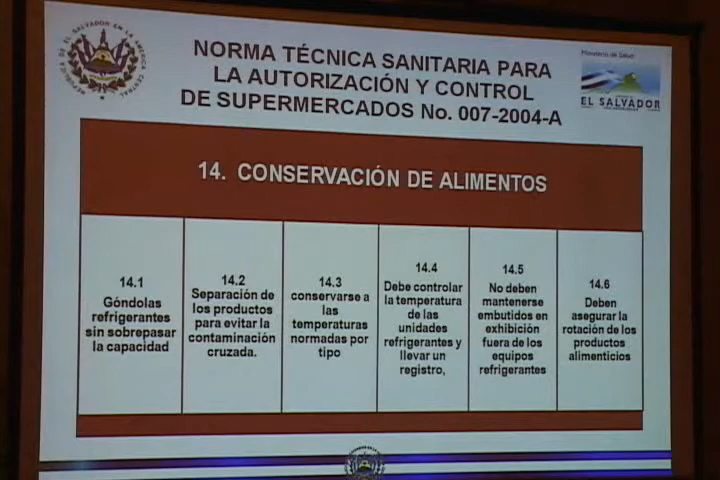 NORMA TÉCNICA SANITARIA PARA
LA AUTORIZACIÓN Y CONTROL
DE SUPERMERCADOS No. 007-2004-A
Ministerio de Salud
EL SALVADOR
14. CONSERVACIÓN DE ALIMENTOS
14.1
Góndolas
refrigerantes
sin sobrepasar
la capacidad
14.2
Separación de
los productos
para evitar la
contaminación
cruzada.
14.3
conservarse a
las
temperaturas
normadas por
tipo
14.4
Debe controlar
la temperatura
de las
unidades
refrigerantes y
llevar un
registro,
14.5
No deben
mantenerse
embutidos en
exhibición
fuera de los
equipos
refrigerantes
14.6
Deben
asegurar la
rotación de los
productos
alimenticios